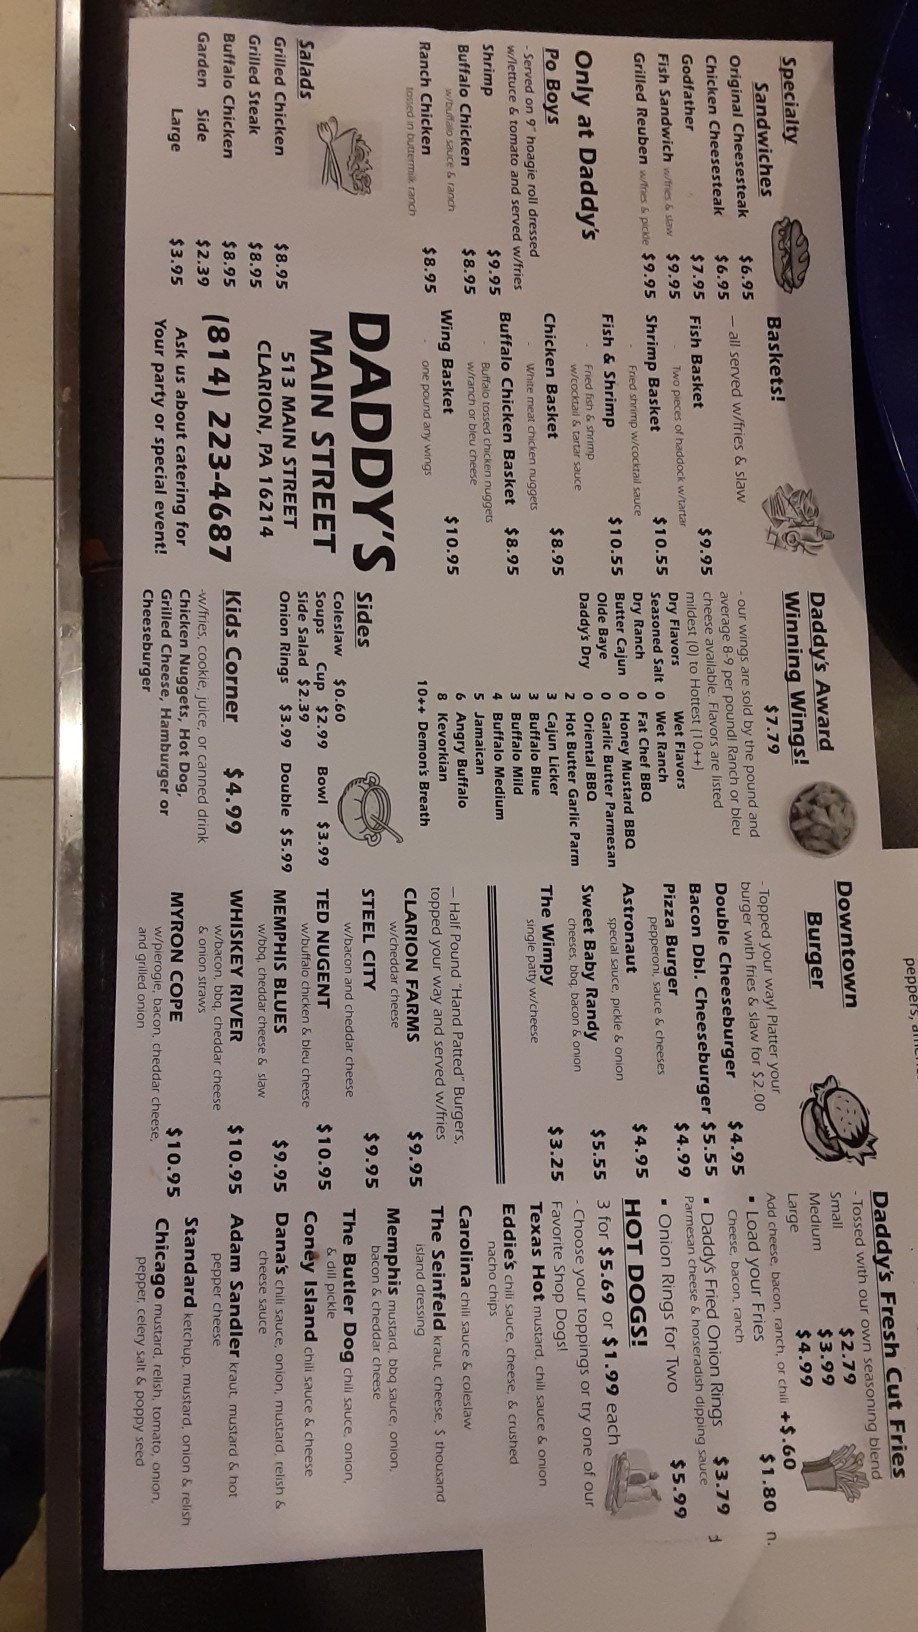 Specialty
Sandwiches
Original Cheesesteak $6.95
Chicken Cheesesteak $6.95
Godfather $7.95
Fish Sandwich w/fries & slaw $9.95
Grilled Reuben w/fries & pickle $9.95
Only at Daddy's
Po Boys
- Served on 9" hoagie roll dressed
w/lettuce & tomato and served w/fries
Shrimp $9.95
Buffalo Chicken $8.95
w/buffalo sauce & ranch
Ranch Chicken $8.95
tossed in buttermilk ranch
Salads
Grilled Chicken $8.95
Grilled Steak $8.95
Buffalo Chicken $8.95
Garden Side $2.39
Large $3.95
Baskets!
— all served w/fries & slaw
Fish Basket $9.95
- Two pieces of haddock w/tartar
Shrimp Basket $10.55
- Fried shrimp w/cocktail sauce
Fish & Shrimp $10.55
- Fried fish & shrimp
w/cocktail & tartar sauce
Chicken Basket $8.95
- White meat chicken nuggets
Buffalo Chicken Basket $8.95
- Buffalo tossed chicken nuggets
w/ranch or bleu cheese
Wing Basket $10.95
- one pound any wings
DADDY'S
MAIN STREET
513 MAIN STREET
CLARION, PA 16214
(814) 223-4687
Ask us about catering for
Your party or special event!
Daddy's Award
Winning Wings!
$7.79
- our wings are sold by the pound and
average 8-9 per pound! Ranch or bleu
cheese available. Flavors are listed
mildest (0) to Hottest (10++)
Dry Flavors Wet Flavors
Seasoned Salt 0 Wet Ranch
Dry Ranch 0 Fat Chef BBQ
Butter Cajun 0 Honey Mustard BBQ
Olde Baye 0 Garlic Butter Parmesan
Daddy's Dry 0 Oriental BBQ
2 Hot Butter Garlic Parm
3 Cajun Licker
3 Buffalo Blue
3 Buffalo Mild
4 Buffalo Medium
5 Jamaican
6 Angry Buffalo
8 Kevorkian
10++ Demon's Breath
Sides
Coleslaw $0.60
Soups Cup $2.99 Bowl $3.99
Side Salad $2.39
Onion Rings $3.99 Double $5.99
Kids Corner $4.99
-w/fries, cookie, juice, or canned drink
Chicken Nuggets, Hot Dog,
Grilled Cheese, Hamburger or
Cheeseburger
Downtown
Burger
- Topped your way! Platter your
burger with fries & slaw for $2.00
Double Cheeseburger $4.95
Bacon Dbl. Cheeseburger $5.55
Pizza Burger $4.99
pepperoni, sauce & cheeses
Astronaut $4.95
special sauce, pickle & onion
Sweet Baby Randy $5.55
cheeses, bbq, bacon & onion
The Wimpy $3.25
single patty w/cheese
— Half Pound "Hand Patted" Burgers,
topped your way and served w/fries
CLARION FARMS $9.95
w/cheddar cheese
STEEL CITY $9.95
w/bacon and cheddar cheese
TED NUGENT $10.95
w/buffalo chicken & bleu cheese
MEMPHIS BLUES $9.95
w/bbq, cheddar cheese & slaw
WHISKEY RIVER $10.95
w/bacon, bbq, cheddar cheese
& onion straws
MYRON COPE $10.95
w/pierogie, bacon, cheddar cheese,
and grilled onion
peppers,
Daddy's Fresh Cut Fries
- Tossed with our own seasoning blend
Small $2.79
Medium $3.99
Large $4.99
Add cheese, bacon, ranch, or chili +$.60
▪ Load your Fries $1.80 n.
Cheese, bacon, ranch
▪ Daddy's Fried Onion Rings $3.79
Parmesan cheese & horseradish dipping sauce
▪ Onion Rings for Two $5.99
HOT DOGS!
3 for $5.69 or $1.99 each
- Choose your toppings or try one of our
Favorite Shop Dogs!
Texas Hot mustard, chili sauce & onion
Eddie's chili sauce, cheese, & crushed
nacho chips
Carolina chili sauce & coleslaw
The Seinfeld kraut, cheese, $ thousand
island dressing
Memphis mustard, bbq sauce, onion,
bacon & cheddar cheese
The Butler Dog chili sauce, onion,
& dill pickle
Coney Island chili sauce & cheese
Dana's chili sauce, onion, mustard, relish &
cheese sauce
Adam Sandler kraut, mustard & hot
pepper cheese
Standard ketchup, mustard, onion & relish
Chicago mustard, relish, tomato, onion,
pepper, celery salt & poppy seed